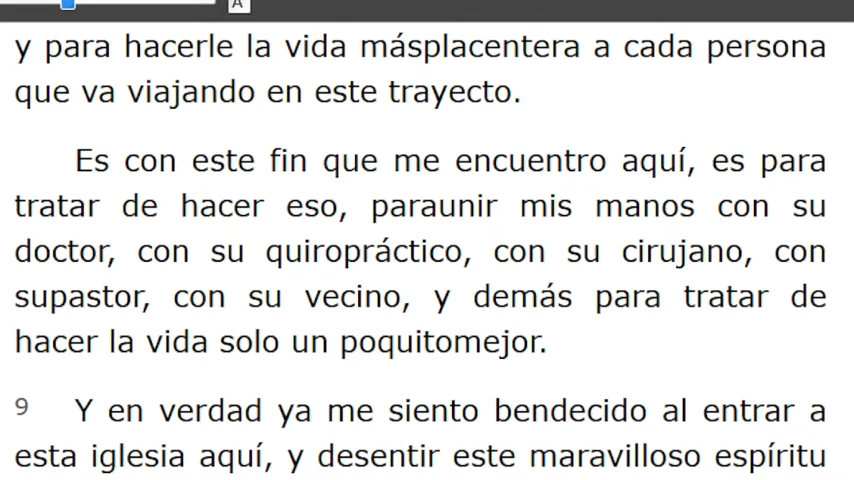 A
y para hacerle la vida másplacentera a cada persona
que va viajando en este trayecto.
Es con este fin que me encuentro aquí, es para
tratar de hacer eso, paraunir mis manos con su
doctor, con su quiropráctico, con su cirujano, con
supastor, con su vecino, y demás para tratar de
hacer la vida solo un poquitomejor.
9 Y en verdad ya me siento bendecido al entrar a
esta iglesia aquí, y desentir este maravilloso espíritu